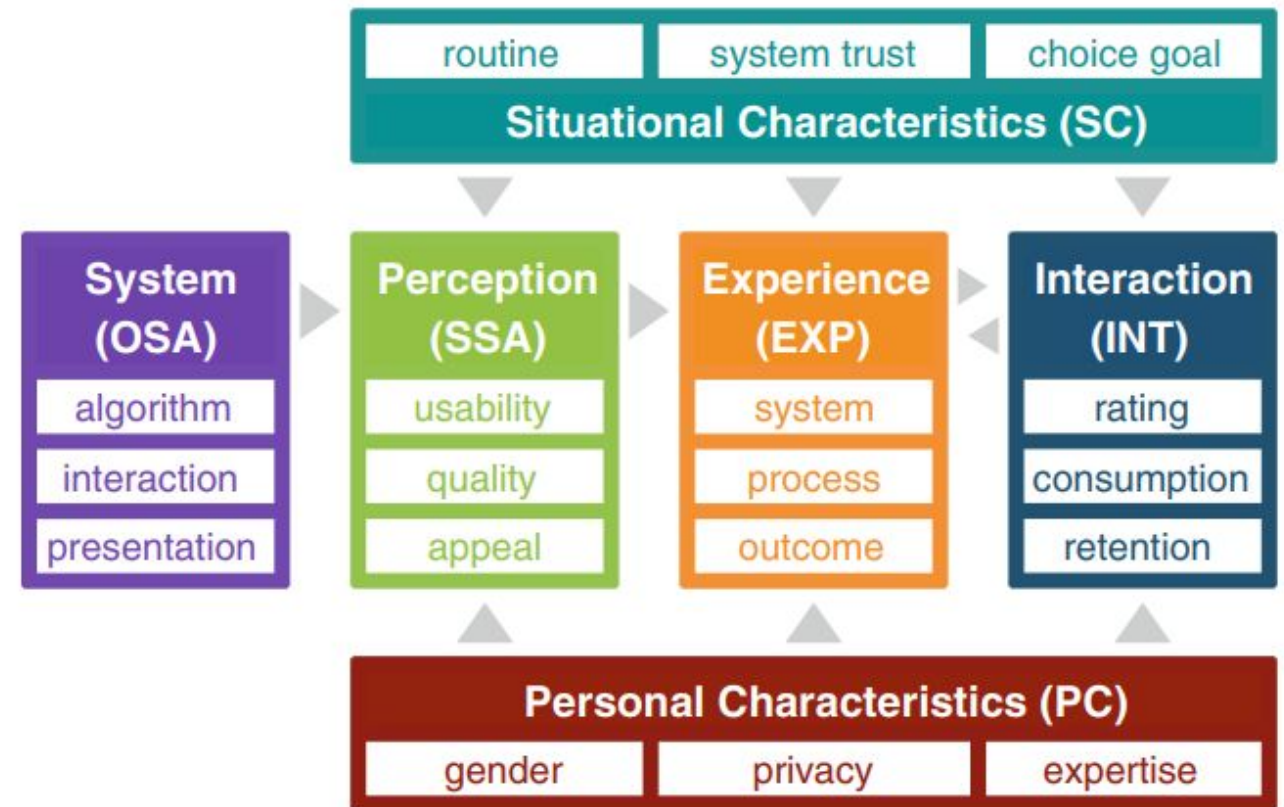 routine
system trust
choice goal
Situational Characteristics (SC)
System
(OSA)
algorithm
interaction
presentation
Perception
(SSA)
usability
quality
appeal
Experience
(EXP)
system
process
outcome
Interaction
(INT)
rating
consumption
retention
Personal Characteristics (PC)
gender
privacy
expertise